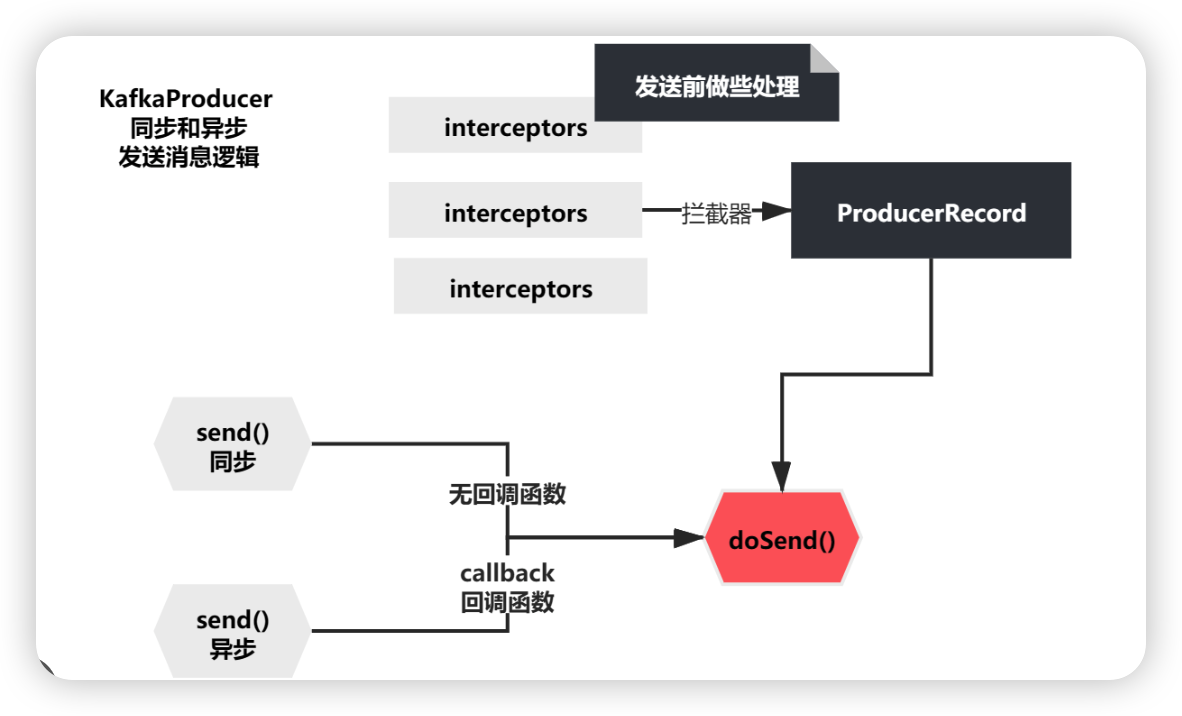 KafkaProducer
同步和异步
发送消息逻辑
发送前做些处理
interceptors
interceptors
拦截器
ProducerRecord
interceptors
send()
同步
无回调函数
doSend()
callback
回调函数
send()
异步